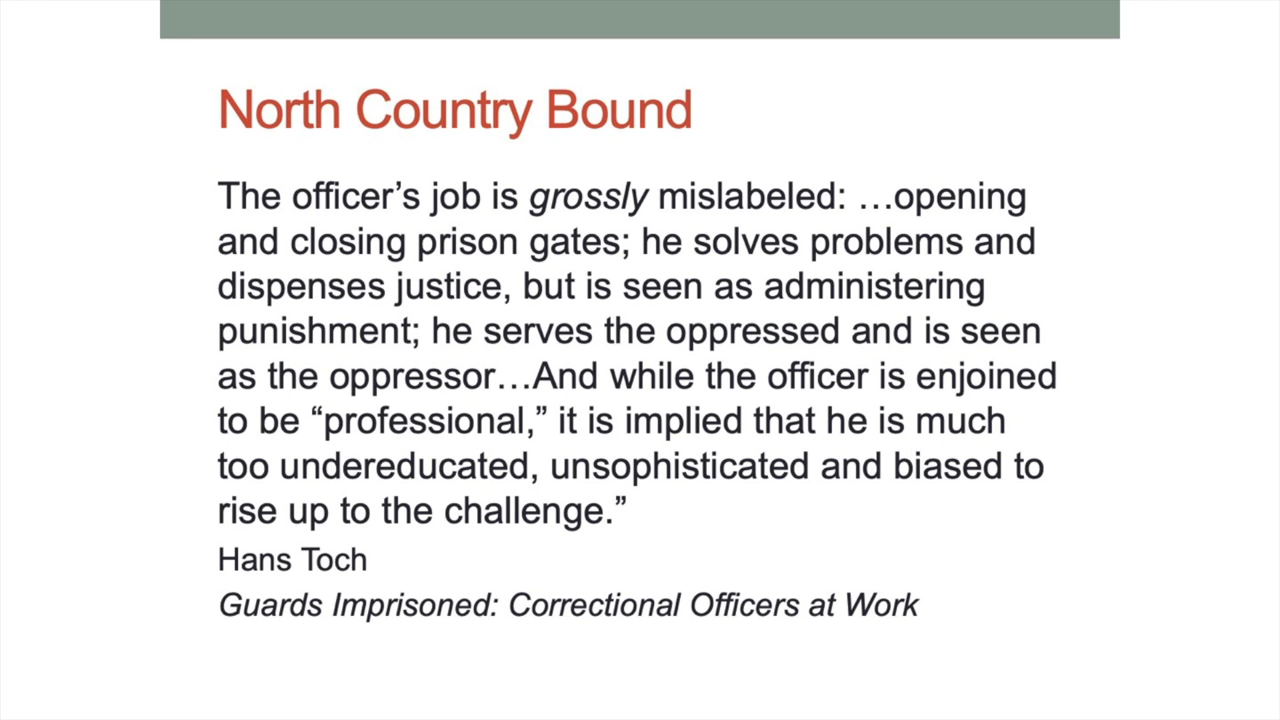 North Country Bound
The officer’s job is grossly mislabeled: …opening
and closing prison gates; he solves problems and
dispenses justice, but is seen as administering
punishment; he serves the oppressed and is seen
as the oppressor…And while the officer is enjoined
to be “professional,” it is implied that he is much
too undereducated, unsophisticated and biased to
rise up to the challenge.”
Hans Toch
Guards Imprisoned: Correctional Officers at Work